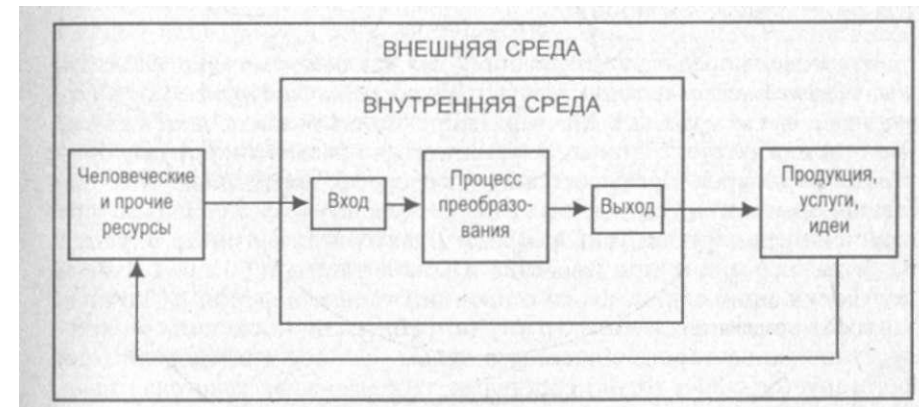 ВНЕШНЯЯ СРЕДА
ВНУТРЕННЯЯ СРЕДА
Человеческие
и прочие
ресурсы
Вход
Процесс
преобразо-
вания
Выход
Продукция,
услуги,
идеи